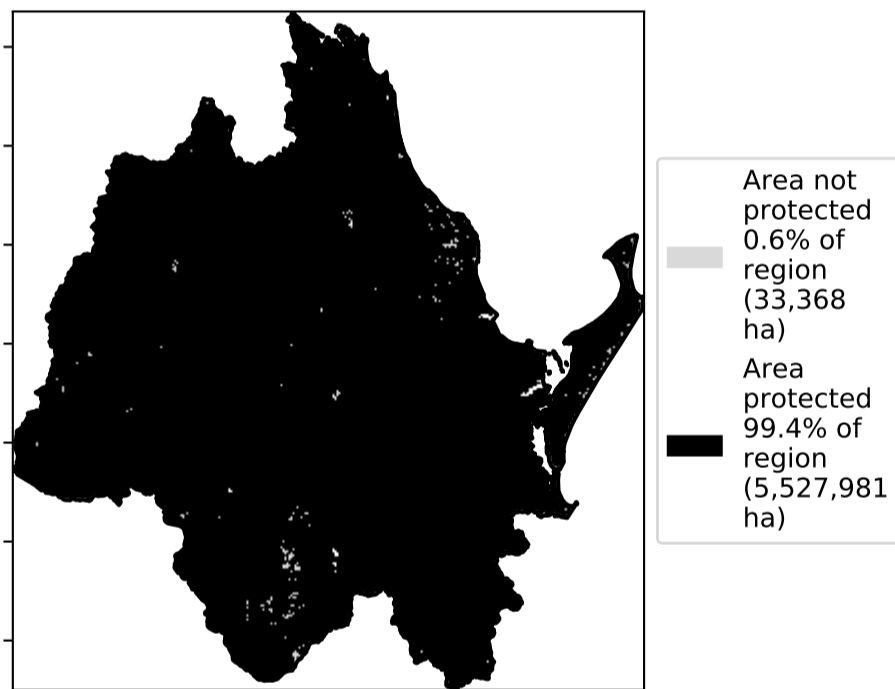 Area not
protected
0.6% of
region
(33,368
ha)
Area
protected
99.4% of
region
(5,527,981
ha)